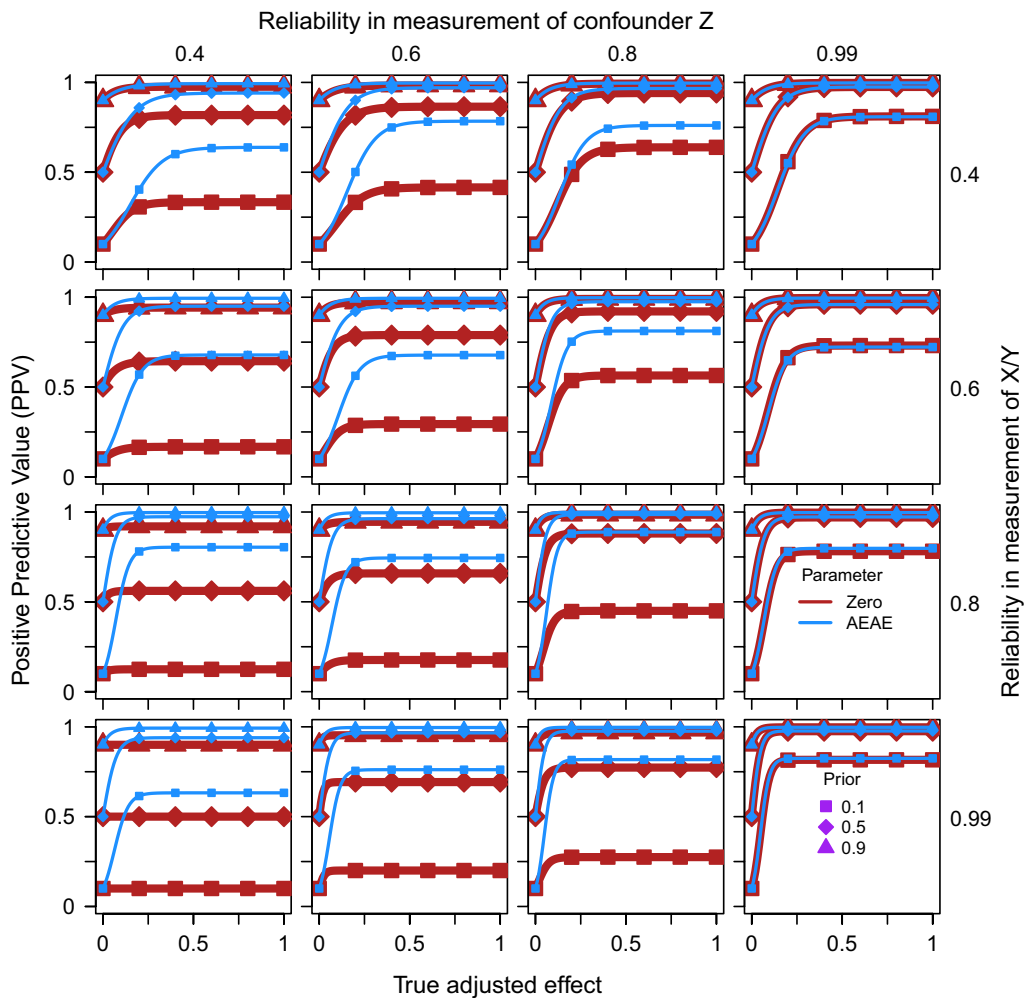 Reliability in measurement of confounder Z
0.4 0.6 0.8 0.99
1
0.5
0
0.4
1
0.5
0
0.6
1
0.5
0
0.8
1
0.5
0
0.99
Positive Predictive Value (PPV)
Reliability in measurement of X/Y
Parameter
Zero
AEAE
Prior
0.1
0.5
0.9
0 0.5 1 0 0.5 1 0 0.5 1 0 0.5 1
True adjusted effect